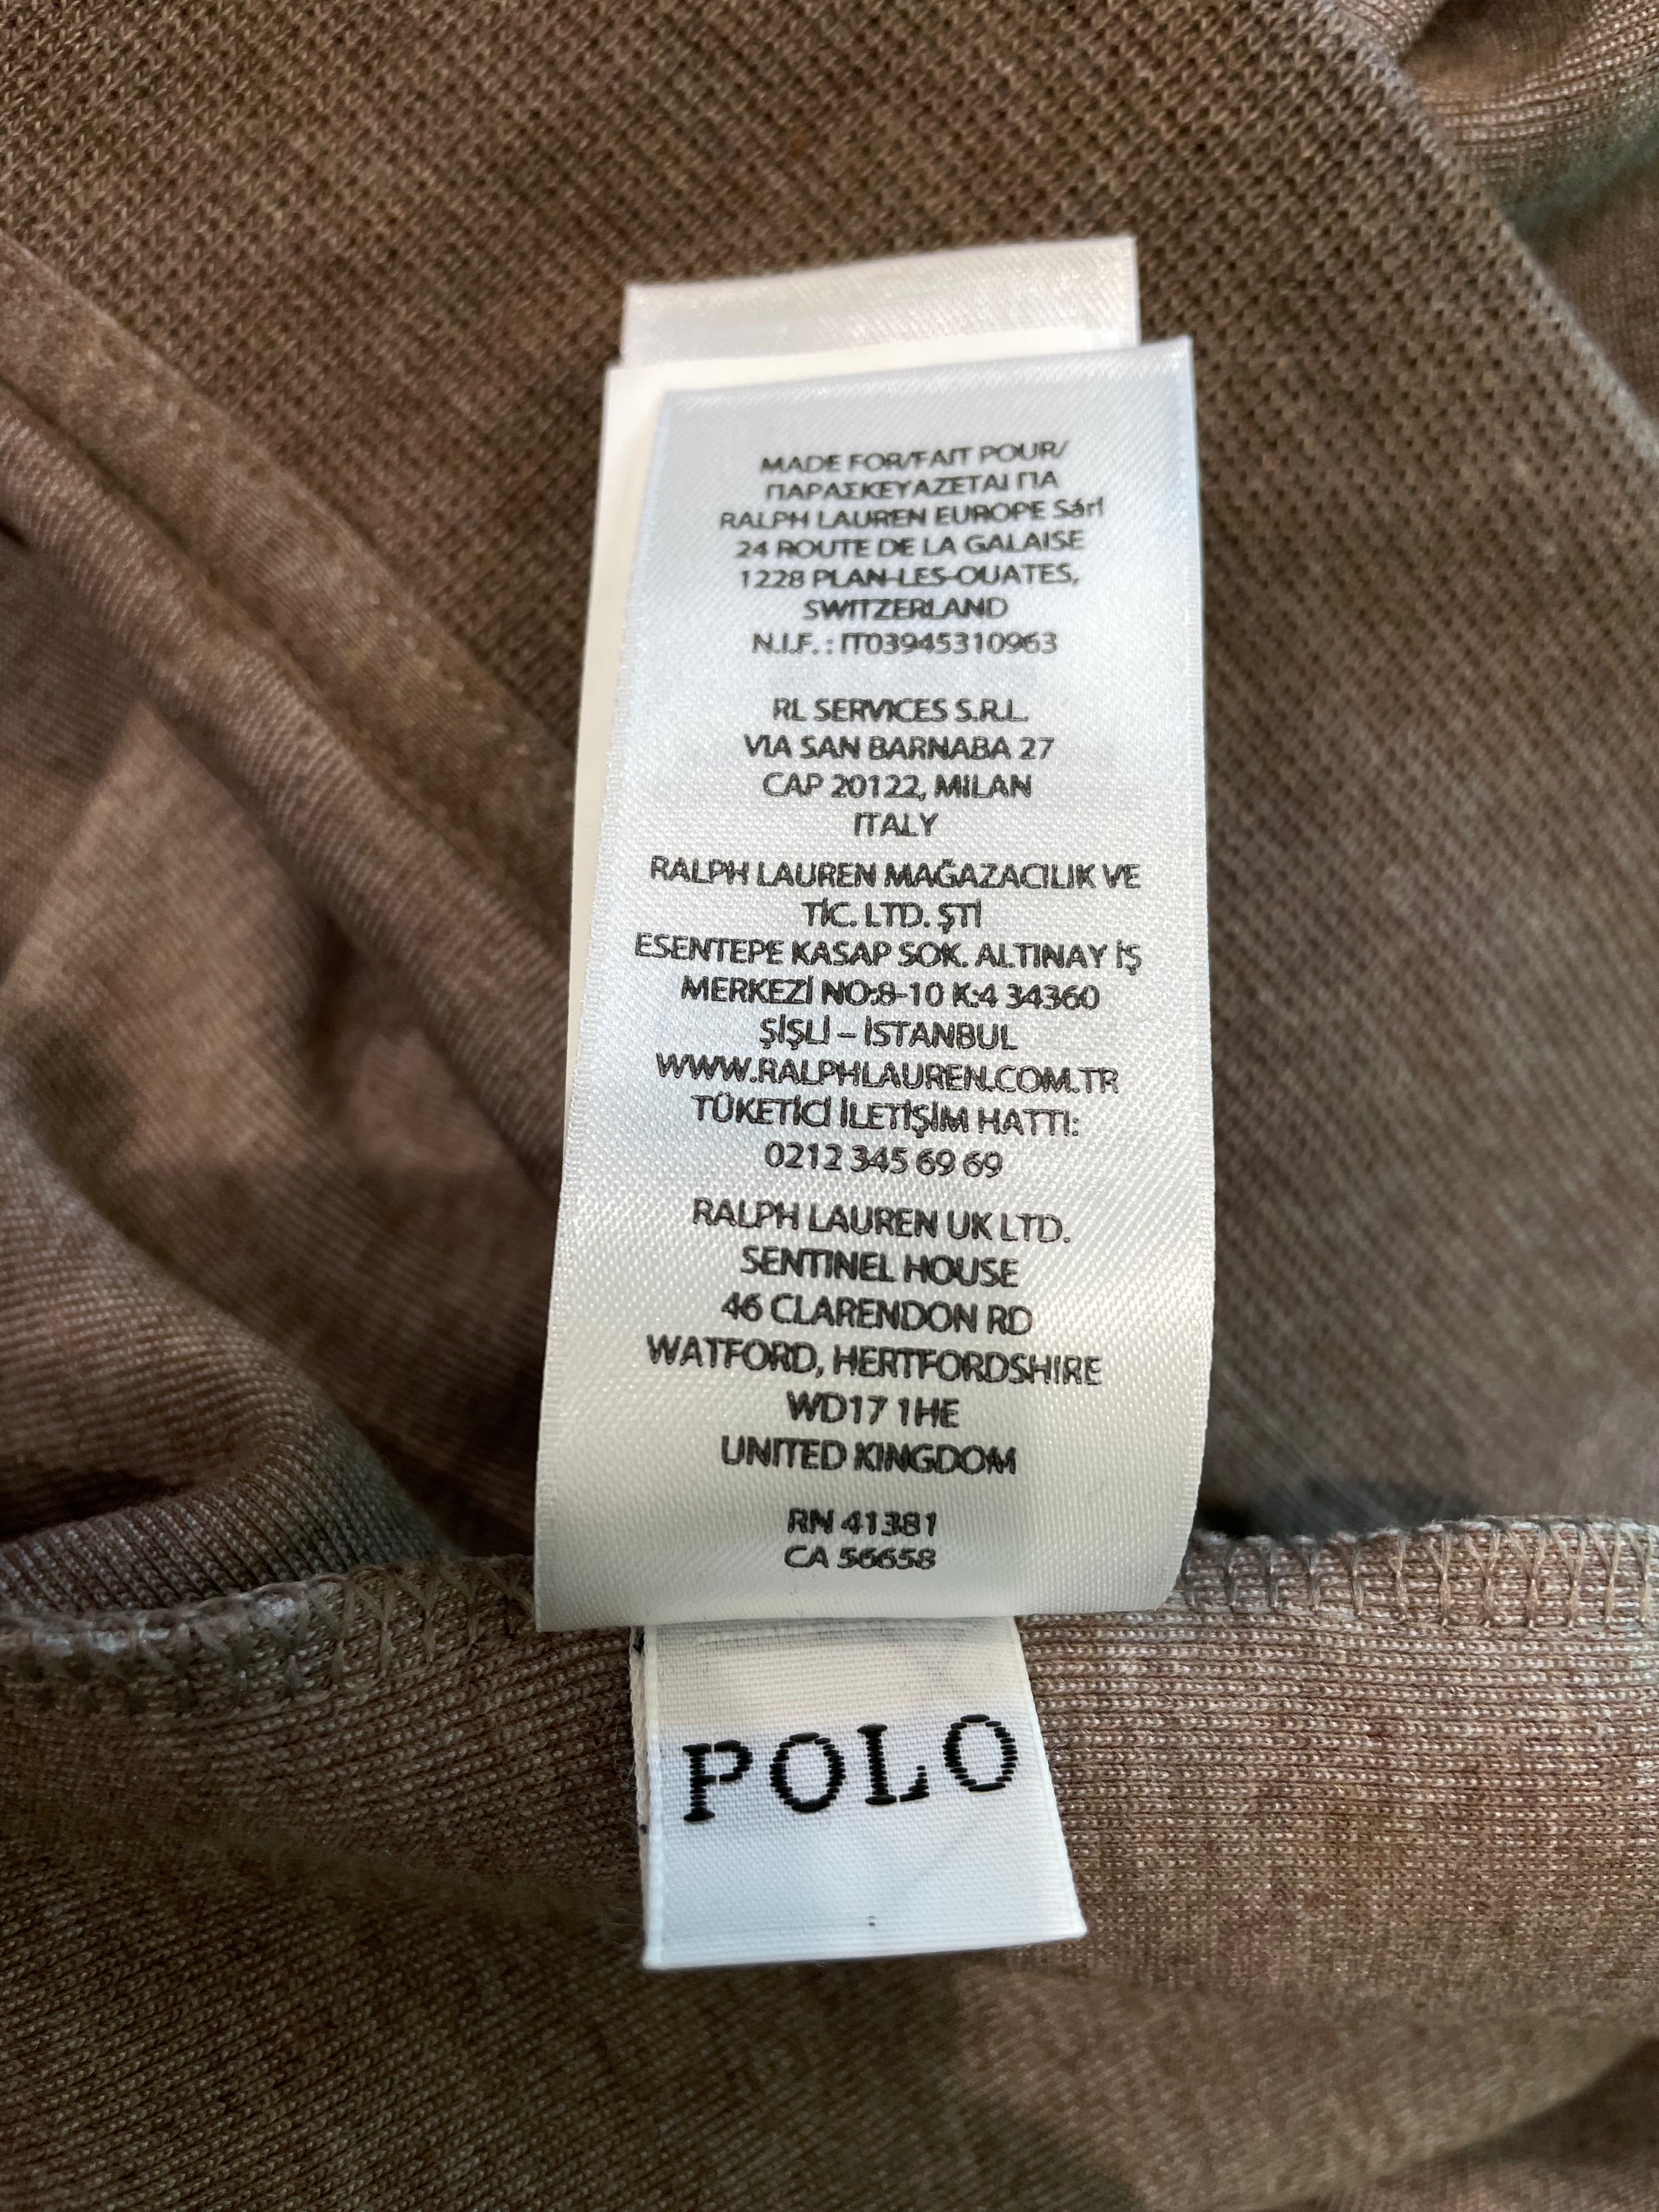 MADE FOR/FAIT POUR/
ΠΑΡΑΣΚΕΥΑΖΕΤΑΙ ΓΙΑ
RALPH LAUREN EUROPE Sárl
24 ROUTE DE LA GALAISE
1228 PLAN-LES-OUATES,
SWITZERLAND
N.I.F. : IT03945310963
RL SERVICES S.R.L.
VIA SAN BARNABA 27
CAP 20122, MILAN
ITALY
RALPH LAUREN MAĞAZACILIK VE
TİC. LTD. ŞTİ
ESENTEPE KASAP SOK. ALTINAY İŞ
MERKEZİ NO:8-10 K:4 34360
ŞİŞLİ – İSTANBUL
WWW.RALPHLAUREN.COM.TR
TÜKETİCİ İLETİŞİM HATTI:
0212 345 69 69
RALPH LAUREN UK LTD.
SENTINEL HOUSE
46 CLARENDON RD
WATFORD, HERTFORDSHIRE
WD17 1HE
UNITED KINGDOM
RN 41381
CA 56658
POLO